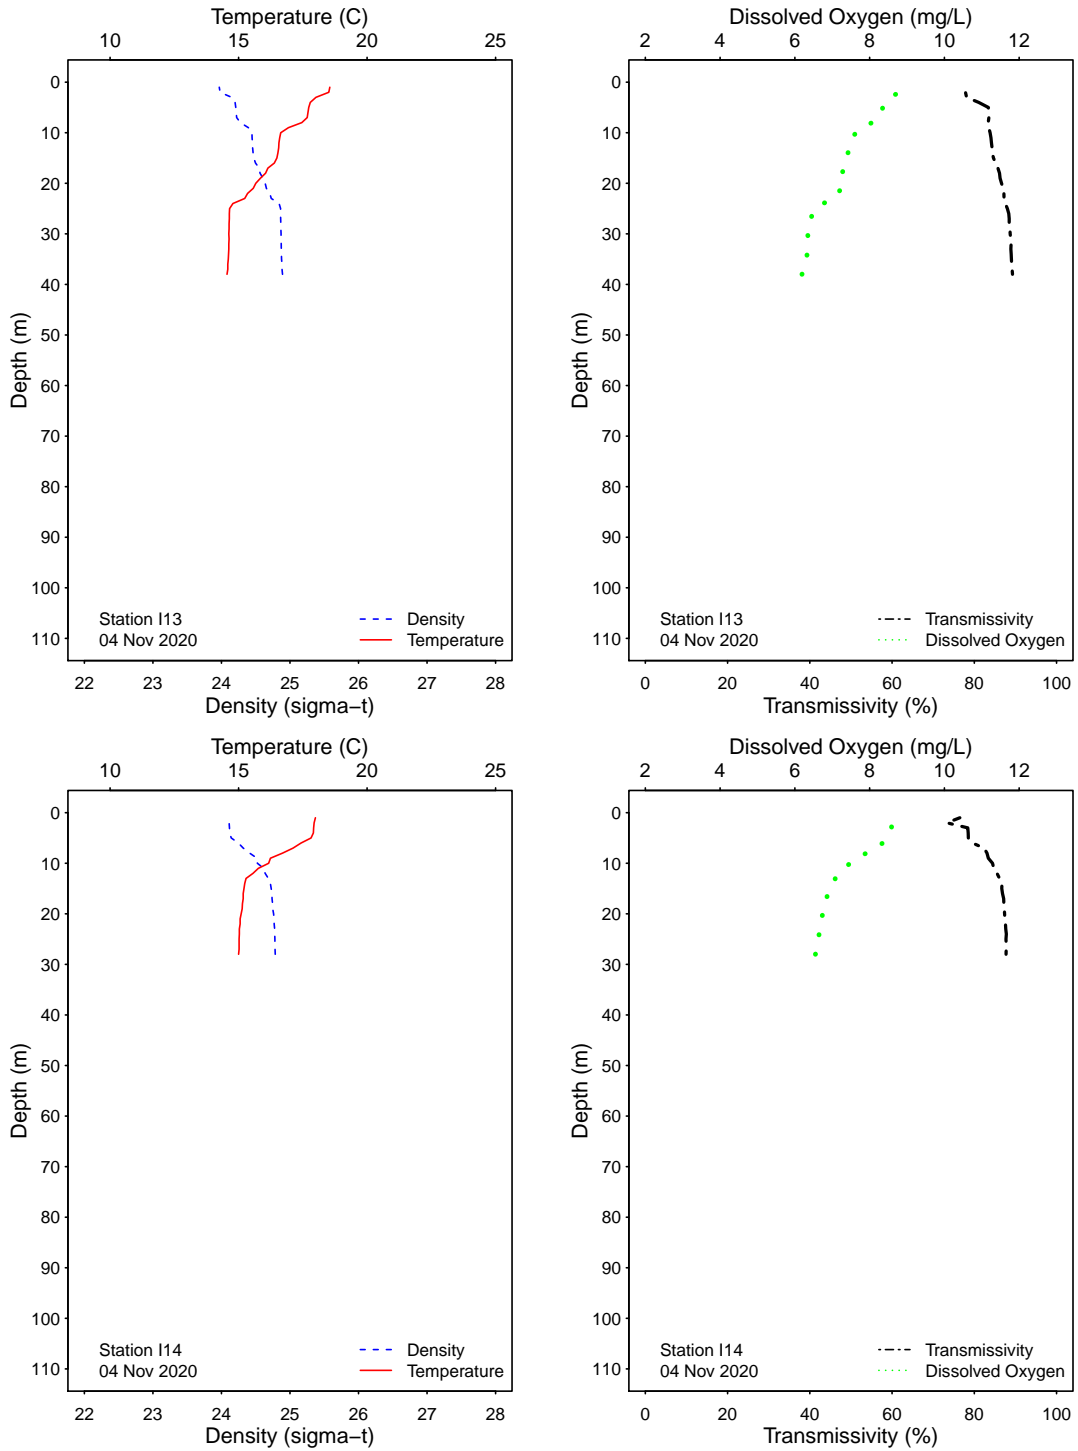 Temperature (C)
10 15 20 25
0
10
20
30
40
50
60
70
80
90
100
110
Depth (m)
Station I13
04 Nov 2020
Density
Temperature
22 23 24 25 26 27 28
Density (sigma−t)
Dissolved Oxygen (mg/L)
2 4 6 8 10 12
0
10
20
30
40
50
60
70
80
90
100
110
Depth (m)
Station I13
04 Nov 2020
Transmissivity
Dissolved Oxygen
0 20 40 60 80 100
Transmissivity (%)
Temperature (C)
10 15 20 25
0
10
20
30
40
50
60
70
80
90
100
110
Depth (m)
Station I14
04 Nov 2020
Density
Temperature
22 23 24 25 26 27 28
Density (sigma−t)
Dissolved Oxygen (mg/L)
2 4 6 8 10 12
0
10
20
30
40
50
60
70
80
90
100
110
Depth (m)
Station I14
04 Nov 2020
Transmissivity
Dissolved Oxygen
0 20 40 60 80 100
Transmissivity (%)